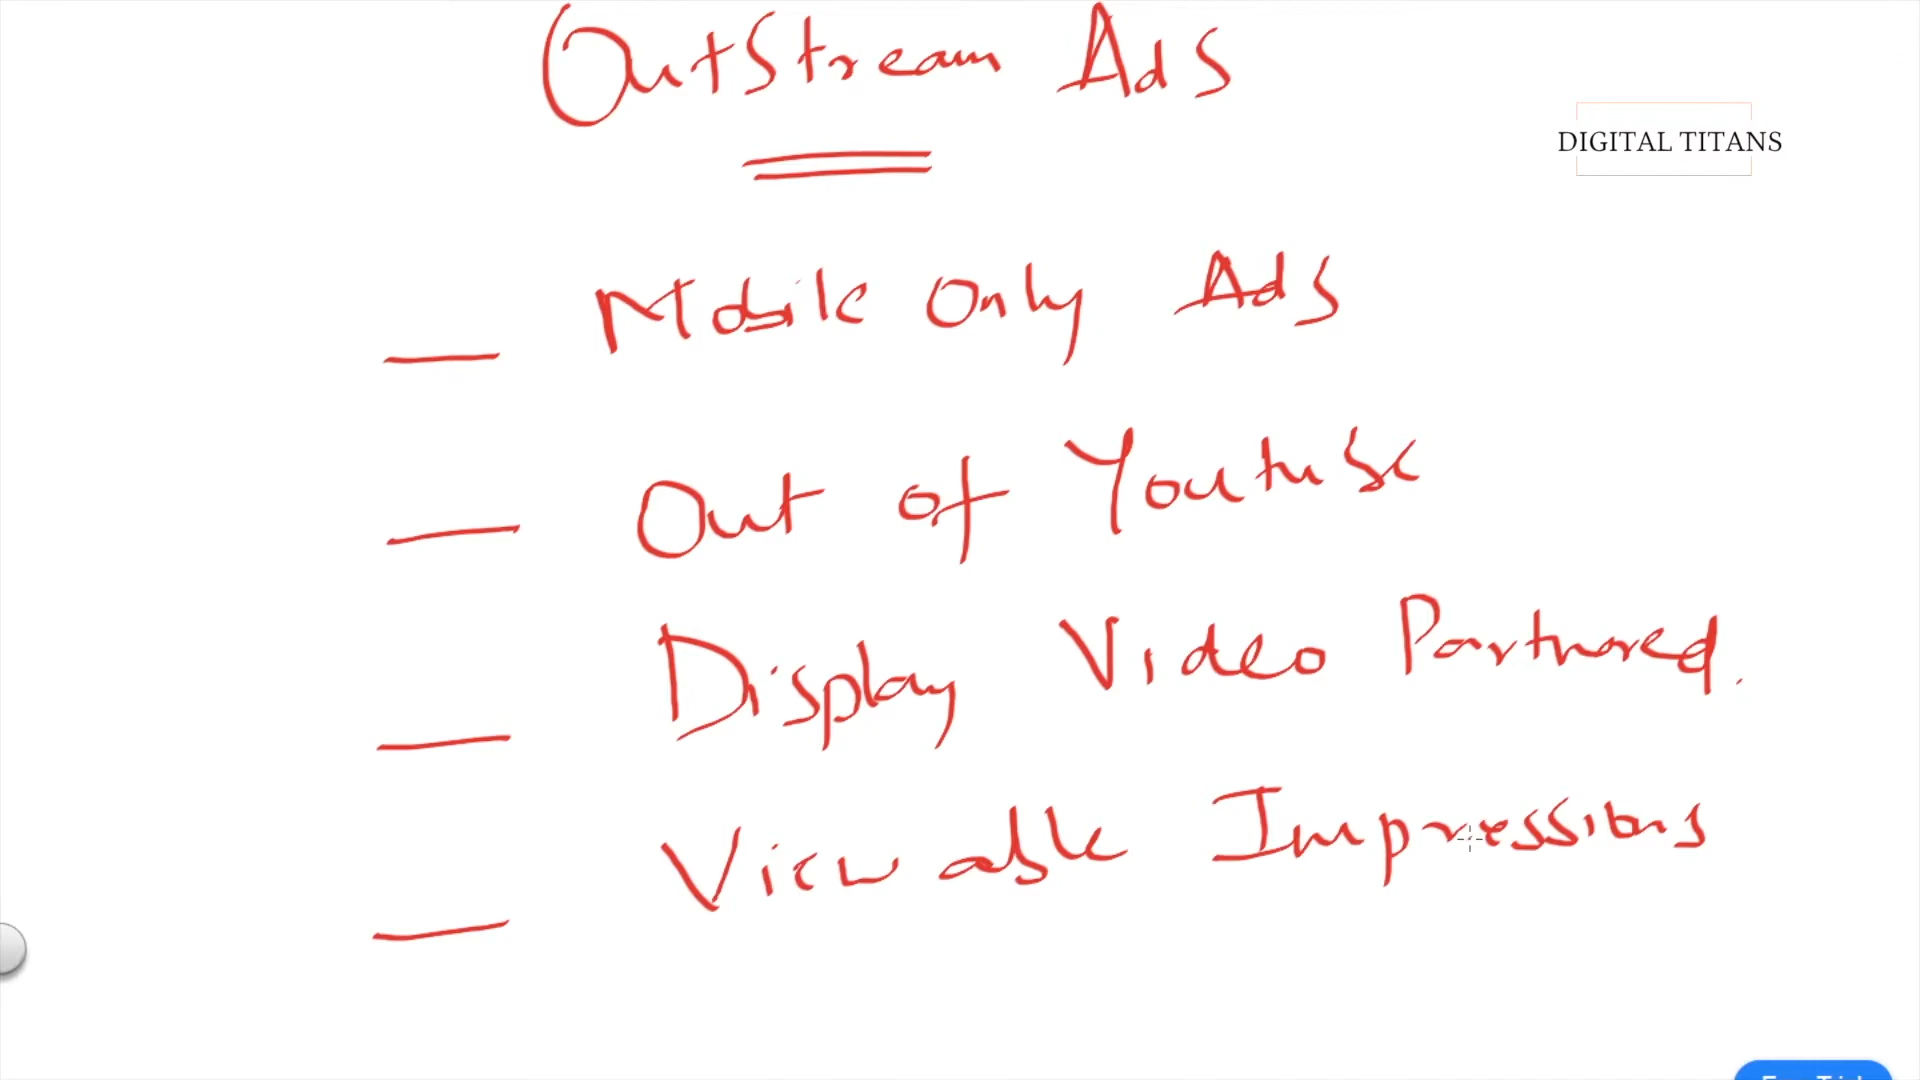 OutStream Ads
DIGITAL TITANS
Mobile Only Ads
Out of Youtube
Display Video Partnered.
Viewable Impressions